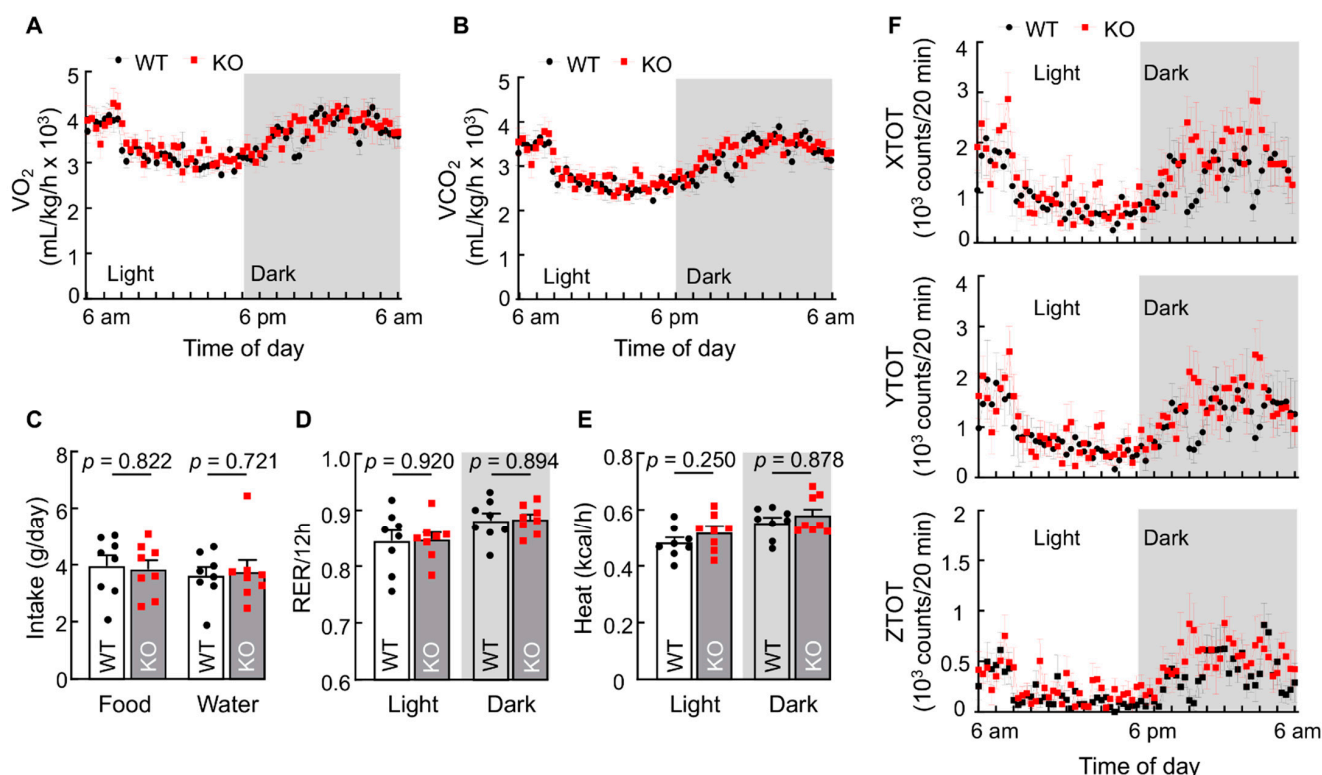 A
WT KO
VO2
(mL/kg/h x 10³)
5
4
3
2
1
0
Light Dark
6 am 6 pm 6 am
Time of day
B
WT KO
VCO2
(mL/kg/h x 10³)
5
4
3
2
1
0
Light Dark
6 am 6 pm 6 am
Time of day
C
p = 0.822 p = 0.721
Intake (g/day)
8
6
4
2
0
WT KO WT KO
Food Water
D
p = 0.920 p = 0.894
RER/12h
1.0
0.9
0.8
0.7
0.6
WT KO WT KO
Light Dark
E
p = 0.250 p = 0.878
Heat (kcal/h)
0.8
0.6
0.4
0.2
0
WT KO WT KO
Light Dark
F
WT KO
XTOT
(10³ counts/20 min)
4
3
2
1
0
Light Dark
YTOT
(10³ counts/20 min)
4
3
2
1
0
Light Dark
ZTOT
(10³ counts/20 min)
2
1.5
1
0.5
0
Light Dark
6 am 6 pm 6 am
Time of day